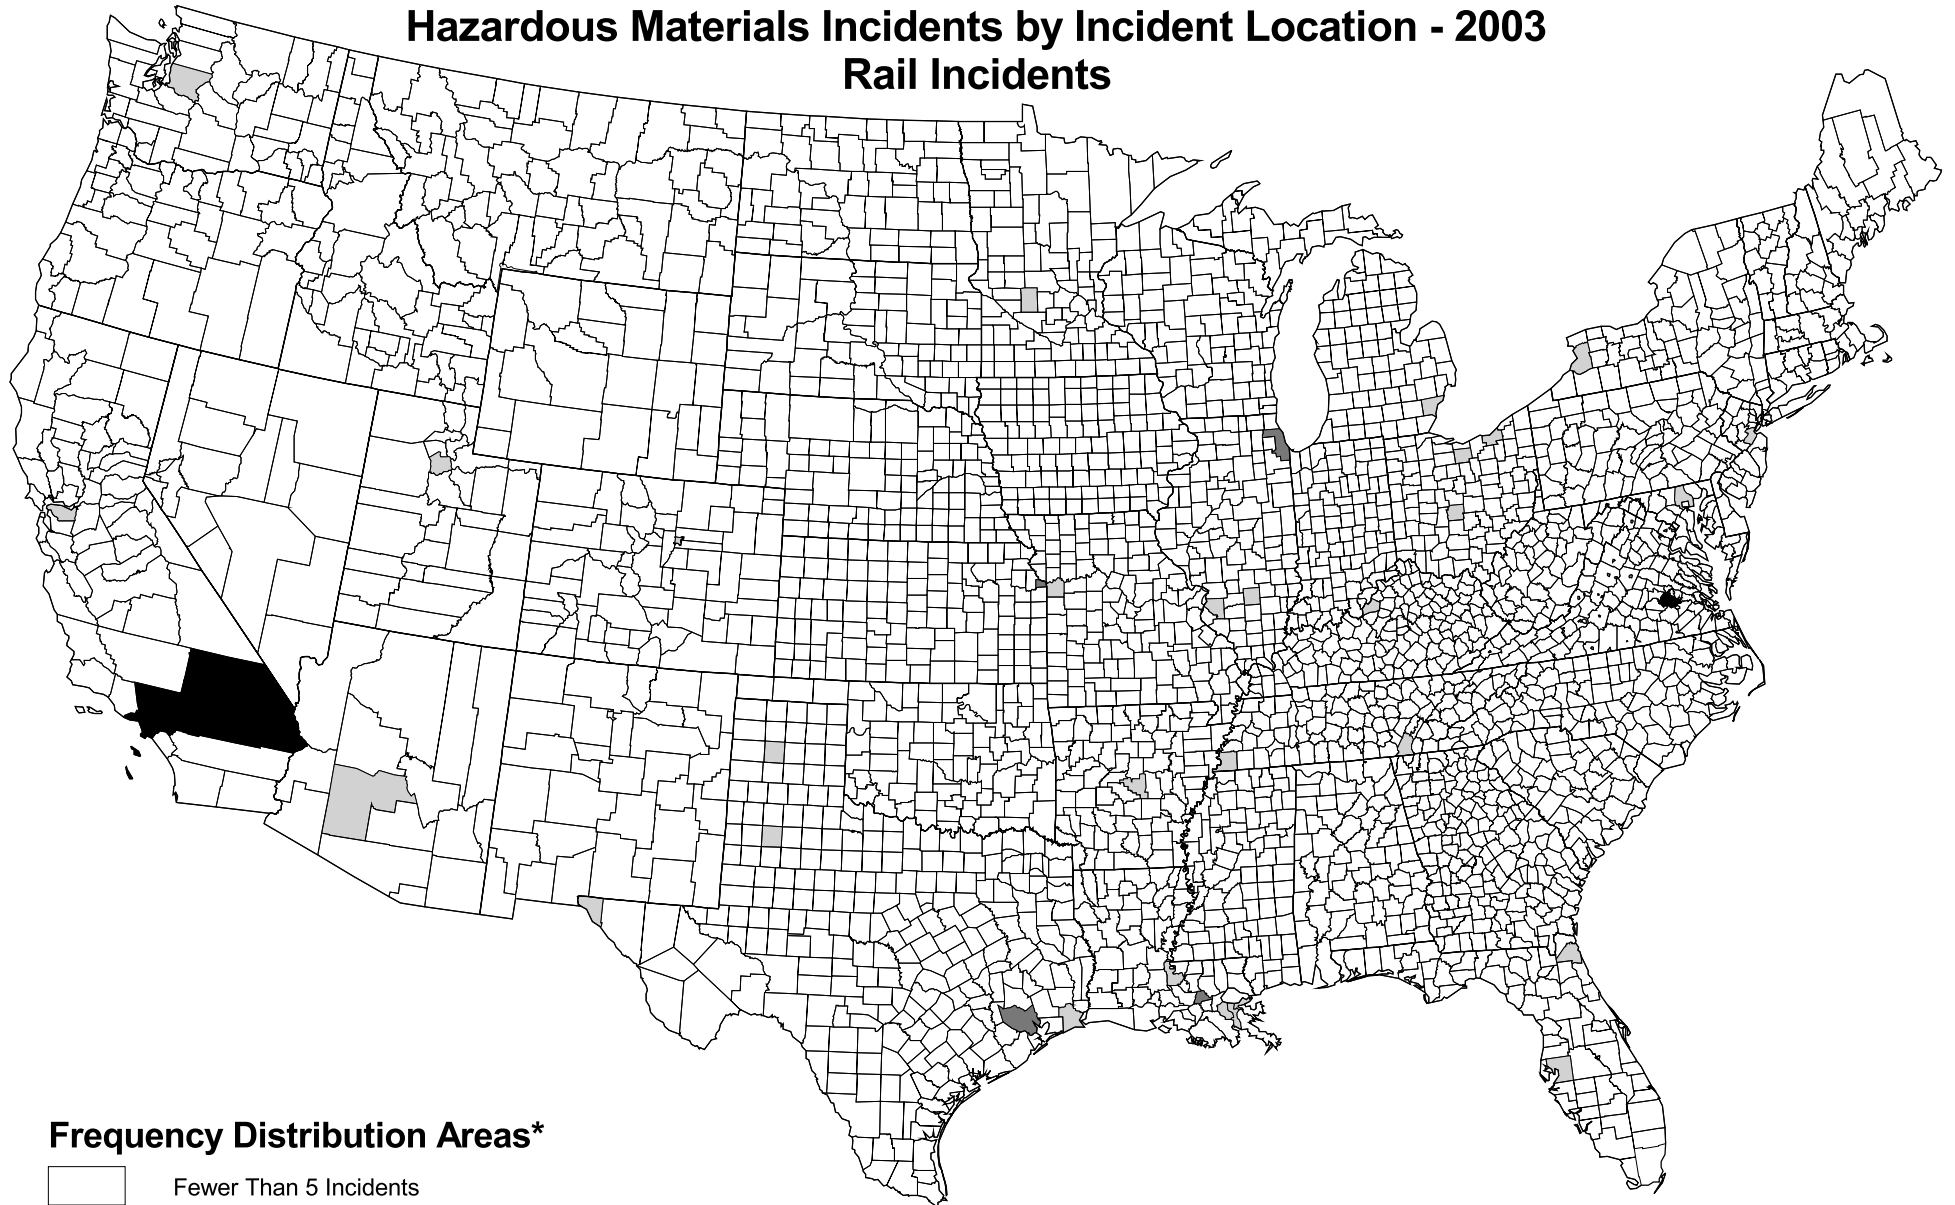 Hazardous Materials Incidents by Incident Location - 2003
Rail Incidents
Frequency Distribution Areas*
Fewer Than 5 Incidents